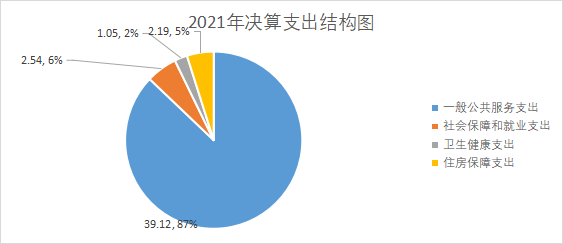 2021年决算支出结构图
1.05, 2%
2.19, 5%
2.54, 6%
39.12, 87%
一般公共服务支出
社会保障和就业支出
卫生健康支出
住房保障支出